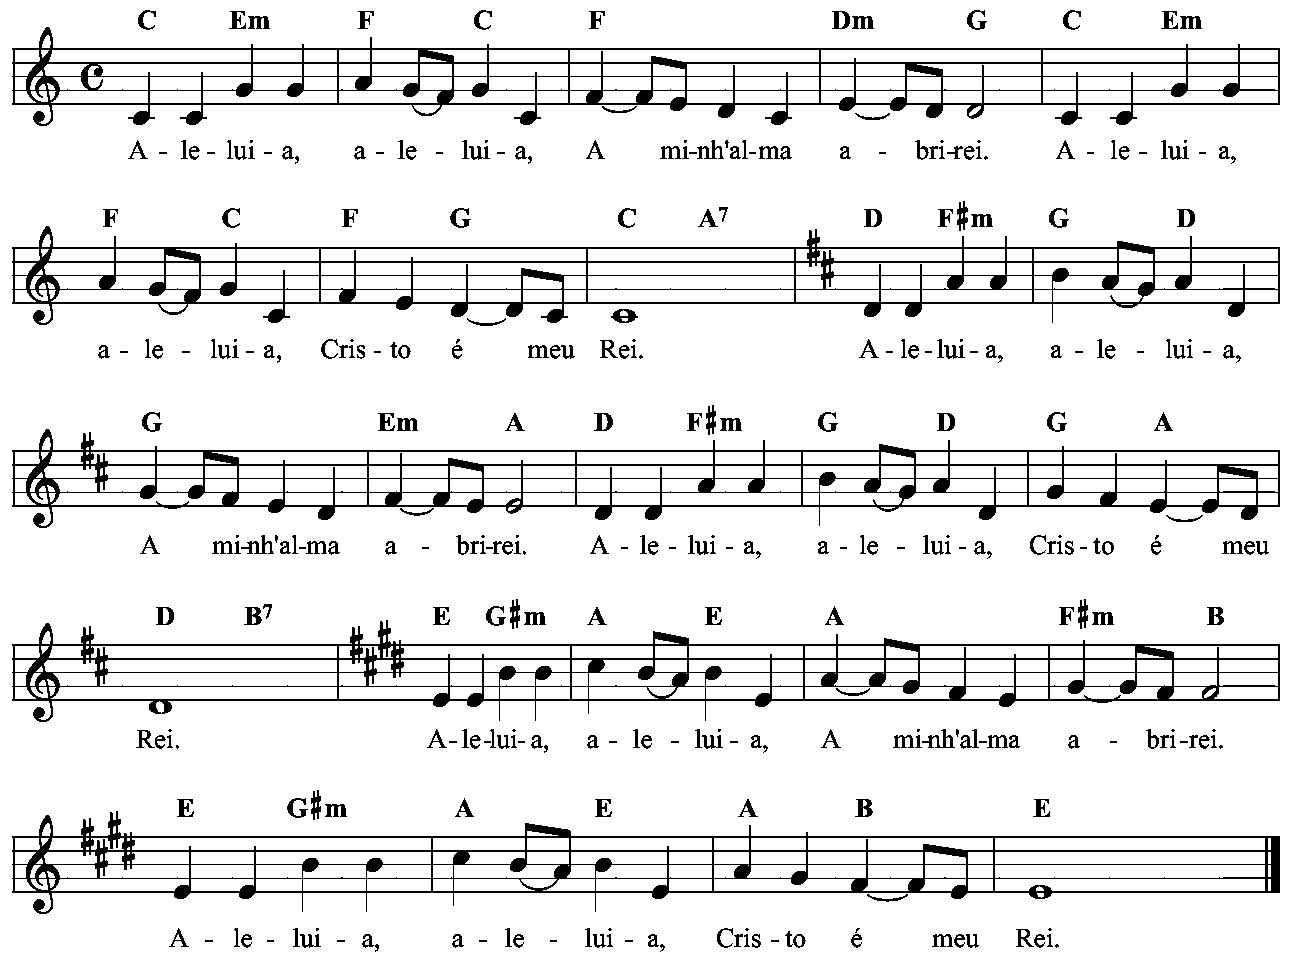 C Em F C F Dm G C Em
A - le - lui - a, a - le - lui - a, A mi-nh'al-ma a - bri-rei. A - le - lui - a,
F C F G C A7 D F#m G D
a - le - lui - a, Cris - to é meu Rei. A - le - lui - a, a - le - lui - a,
G Em A D F#m G D G A
A mi-nh'al-ma a - bri-rei. A - le - lui - a, a - le - lui - a, Cris - to é meu
D B7 E G#m A E A F#m B
Rei. A - le - lui - a, a - le - lui - a, A mi-nh'al-ma a - bri-rei.
E G#m A E A B E
A - le - lui - a, a - le - lui - a, Cris - to é meu Rei.